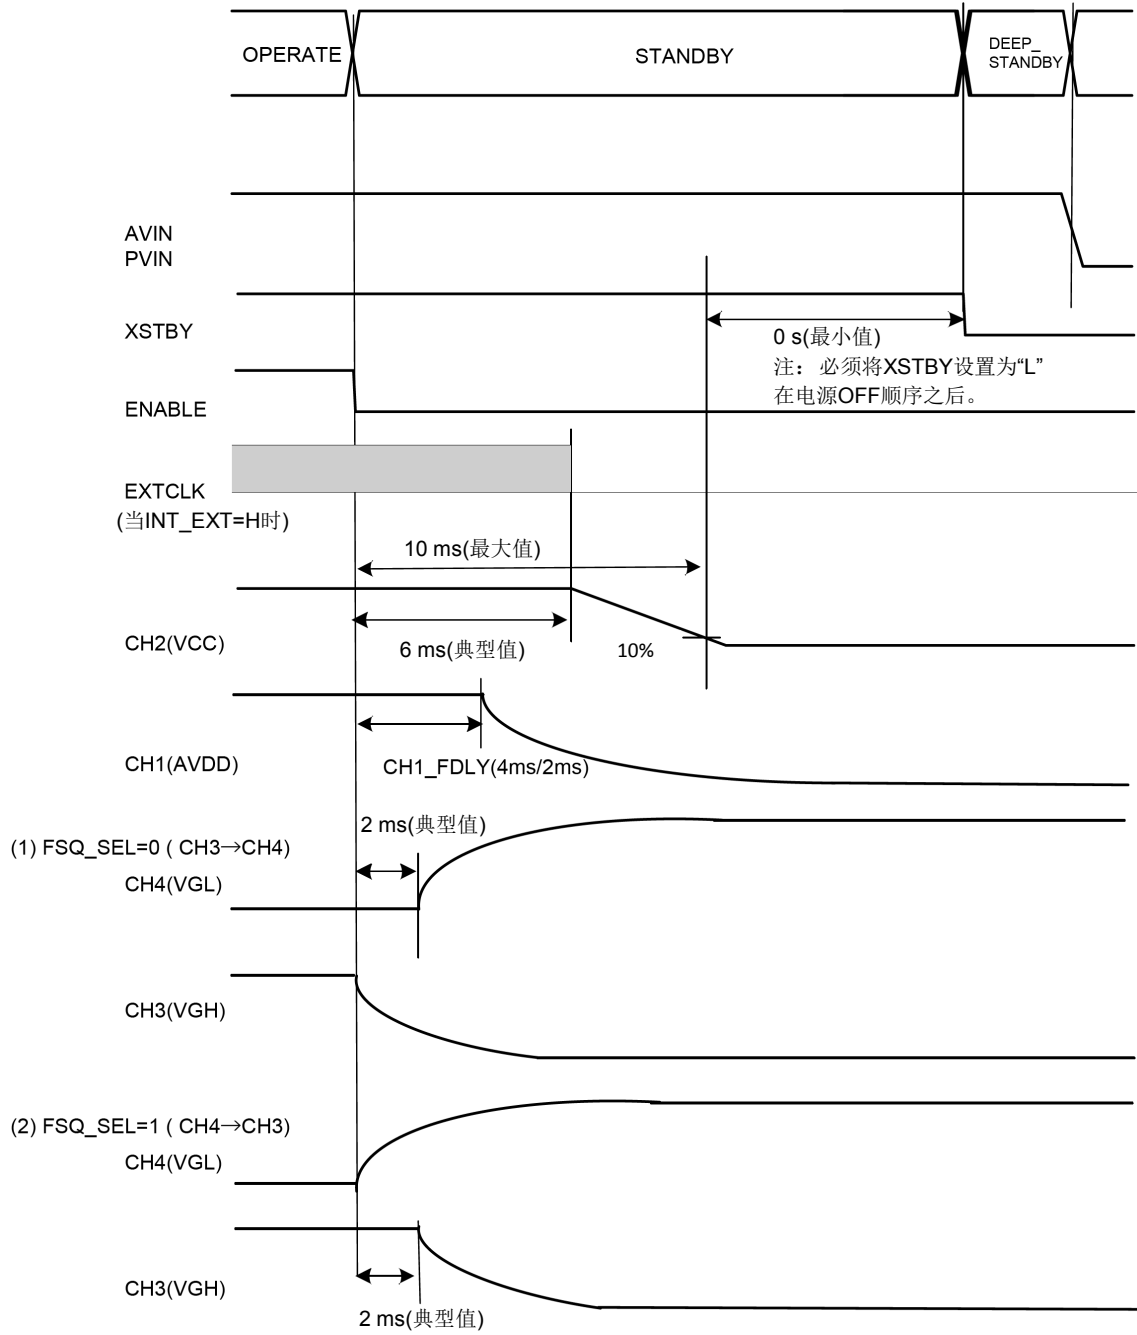 OPERATE
STANDBY
DEEP_
STANDBY
AVIN
PVIN
XSTBY
0 s(最小值)
注：必须将XSTBY设置为“L”
在电源OFF顺序之后。
ENABLE
EXTCLK
(当INT_EXT=H时)
10 ms(最大值)
CH2(VCC)
6 ms(典型值)
10%
CH1(AVDD)
CH1_FDLY(4ms/2ms)
2 ms(典型值)
(1) FSQ_SEL=0 ( CH3→CH4)
CH4(VGL)
CH3(VGH)
(2) FSQ_SEL=1 ( CH4→CH3)
CH4(VGL)
CH3(VGH)
2 ms(典型值)